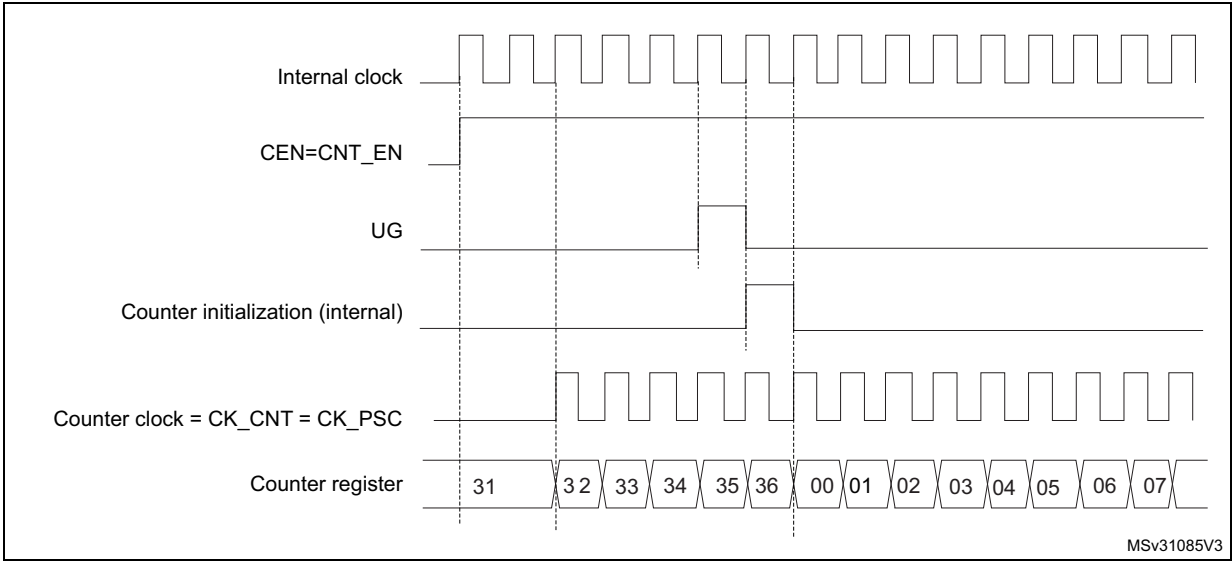 Internal clock
CEN=CNT_EN
UG
Counter initialization (internal)
Counter clock = CK_CNT = CK_PSC
Counter register 31 32 33 34 35 36 00 01 02 03 04 05 06 07
MSv31085V3